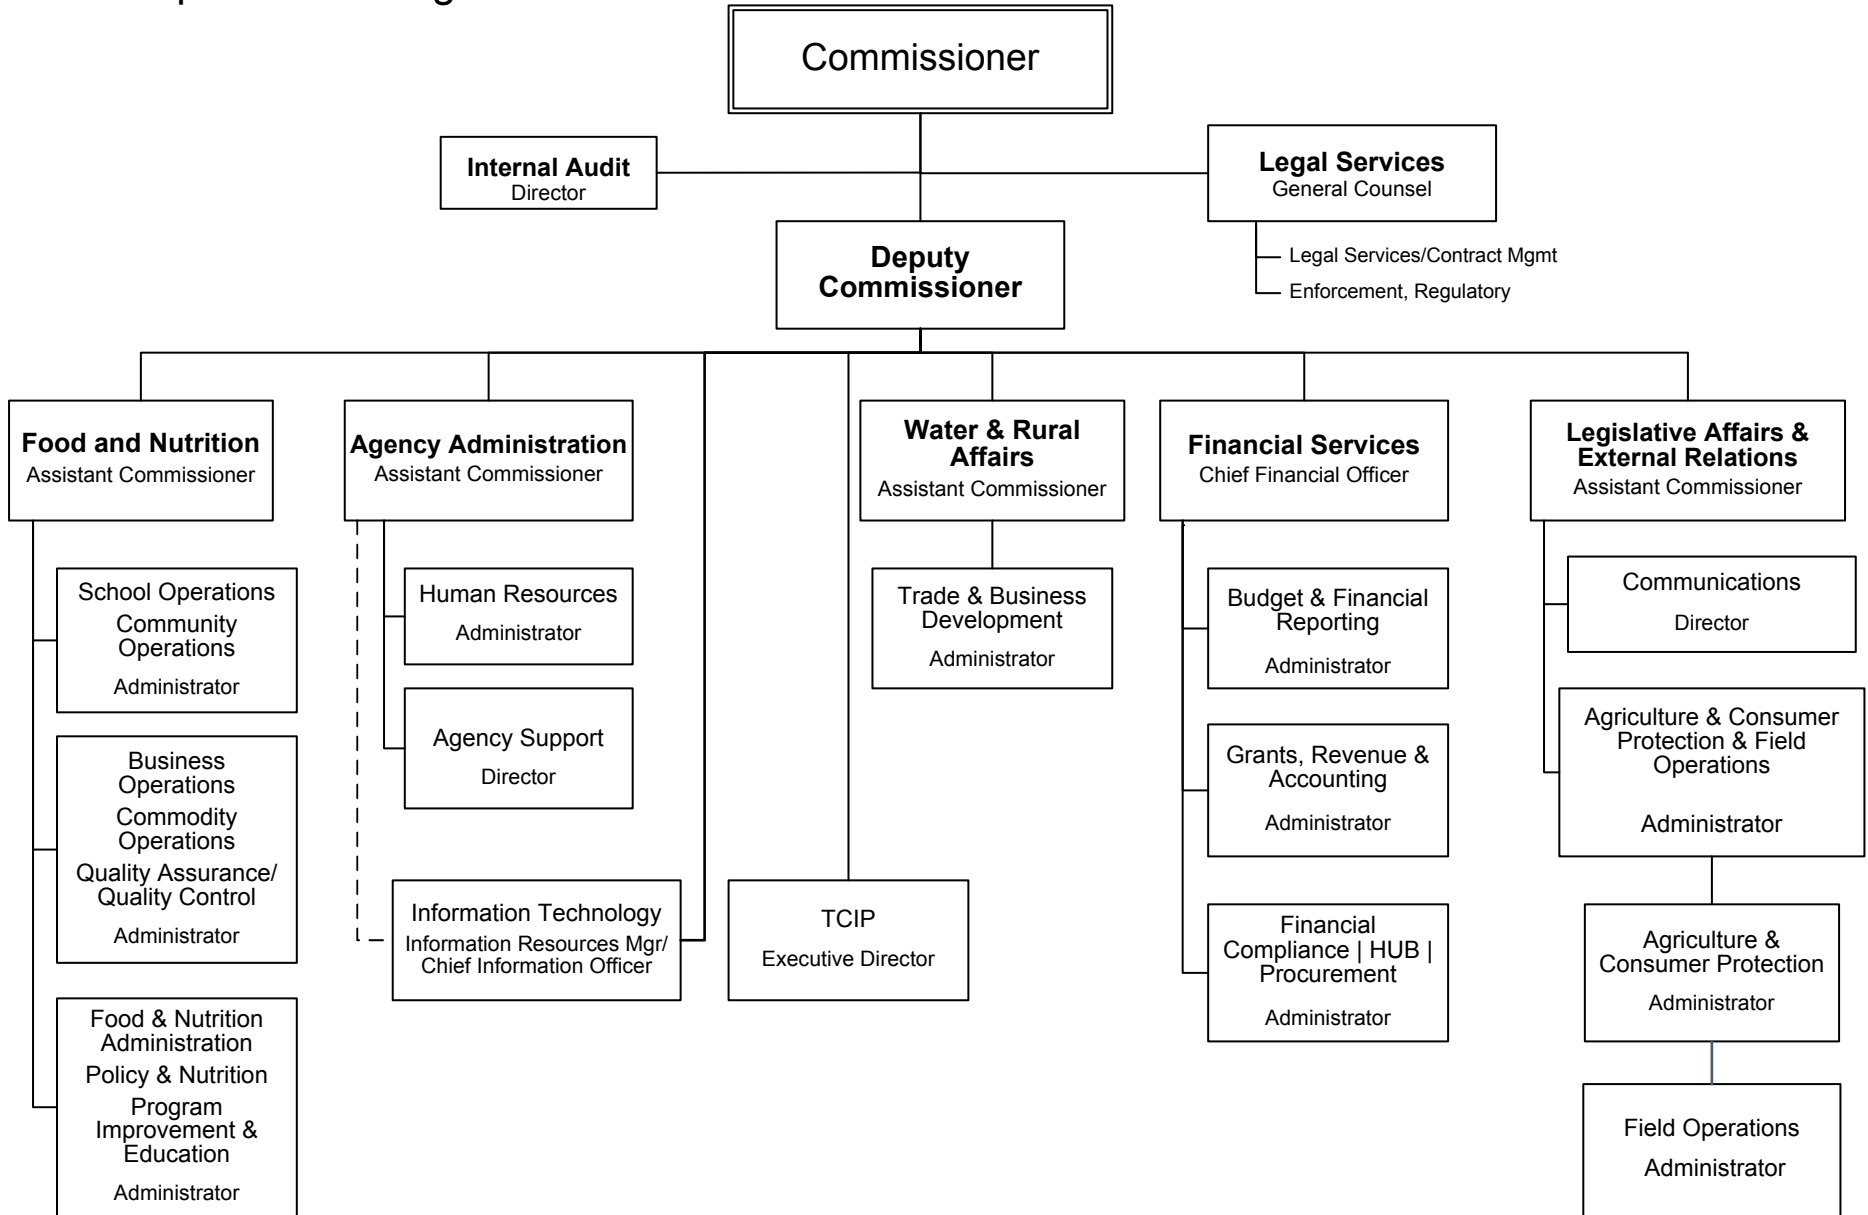 Commissioner
Internal Audit
Director
Legal Services
General Counsel
Legal Services/Contract Mgmt
Enforcement, Regulatory
Deputy
Commissioner
Food and Nutrition
Assistant Commissioner
School Operations
Community
Operations
Administrator
Business
Operations
Commodity
Operations
Quality Assurance/
Quality Control
Administrator
Food & Nutrition
Administration
Policy & Nutrition
Program
Improvement &
Education
Administrator
Agency Administration
Assistant Commissioner
Human Resources
Administrator
Agency Support
Director
Information Technology
Information Resources Mgr/
Chief Information Officer
TCIP
Executive Director
Water & Rural
Affairs
Assistant Commissioner
Trade & Business
Development
Administrator
Financial Services
Chief Financial Officer
Budget & Financial
Reporting
Administrator
Grants, Revenue &
Accounting
Administrator
Financial
Compliance | HUB |
Procurement
Administrator
Legislative Affairs &
External Relations
Assistant Commissioner
Communications
Director
Agriculture & Consumer
Protection & Field
Operations
Administrator
Agriculture &
Consumer Protection
Administrator
Field Operations
Administrator